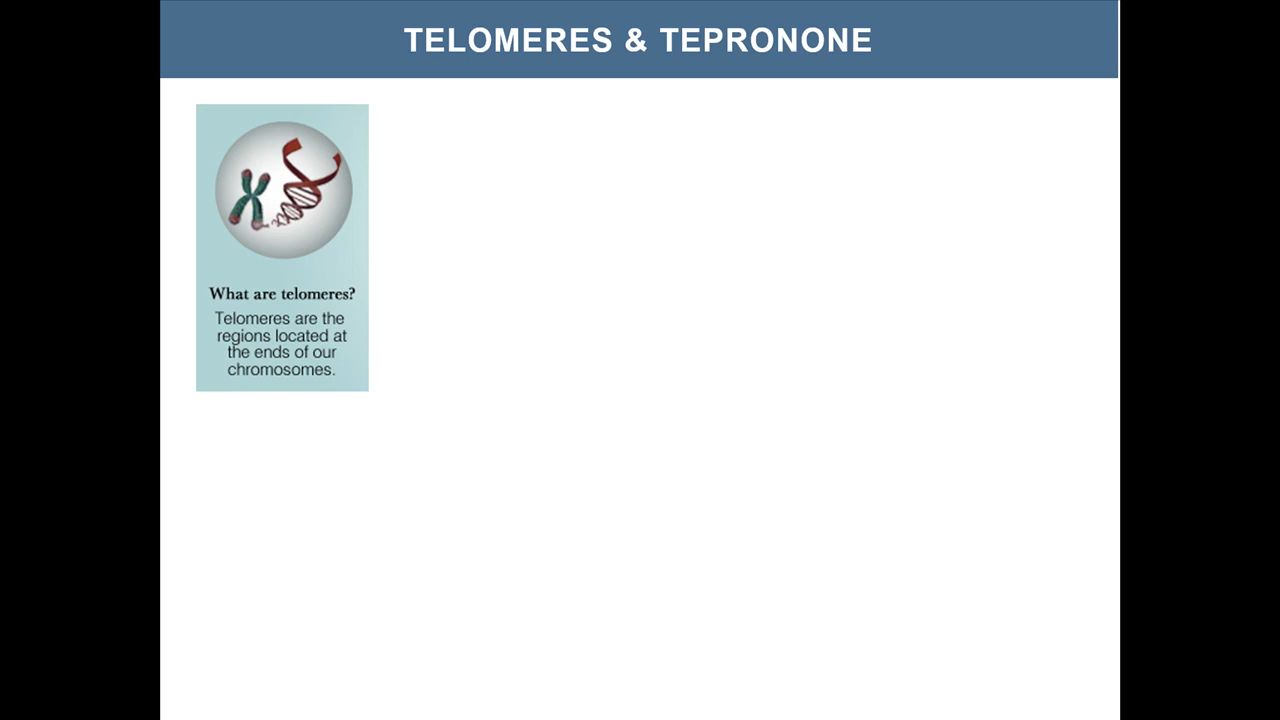 TELOMERES & TEPRONONE
What are telomeres?
Telomeres are the
regions located at
the ends of our
chromosomes.